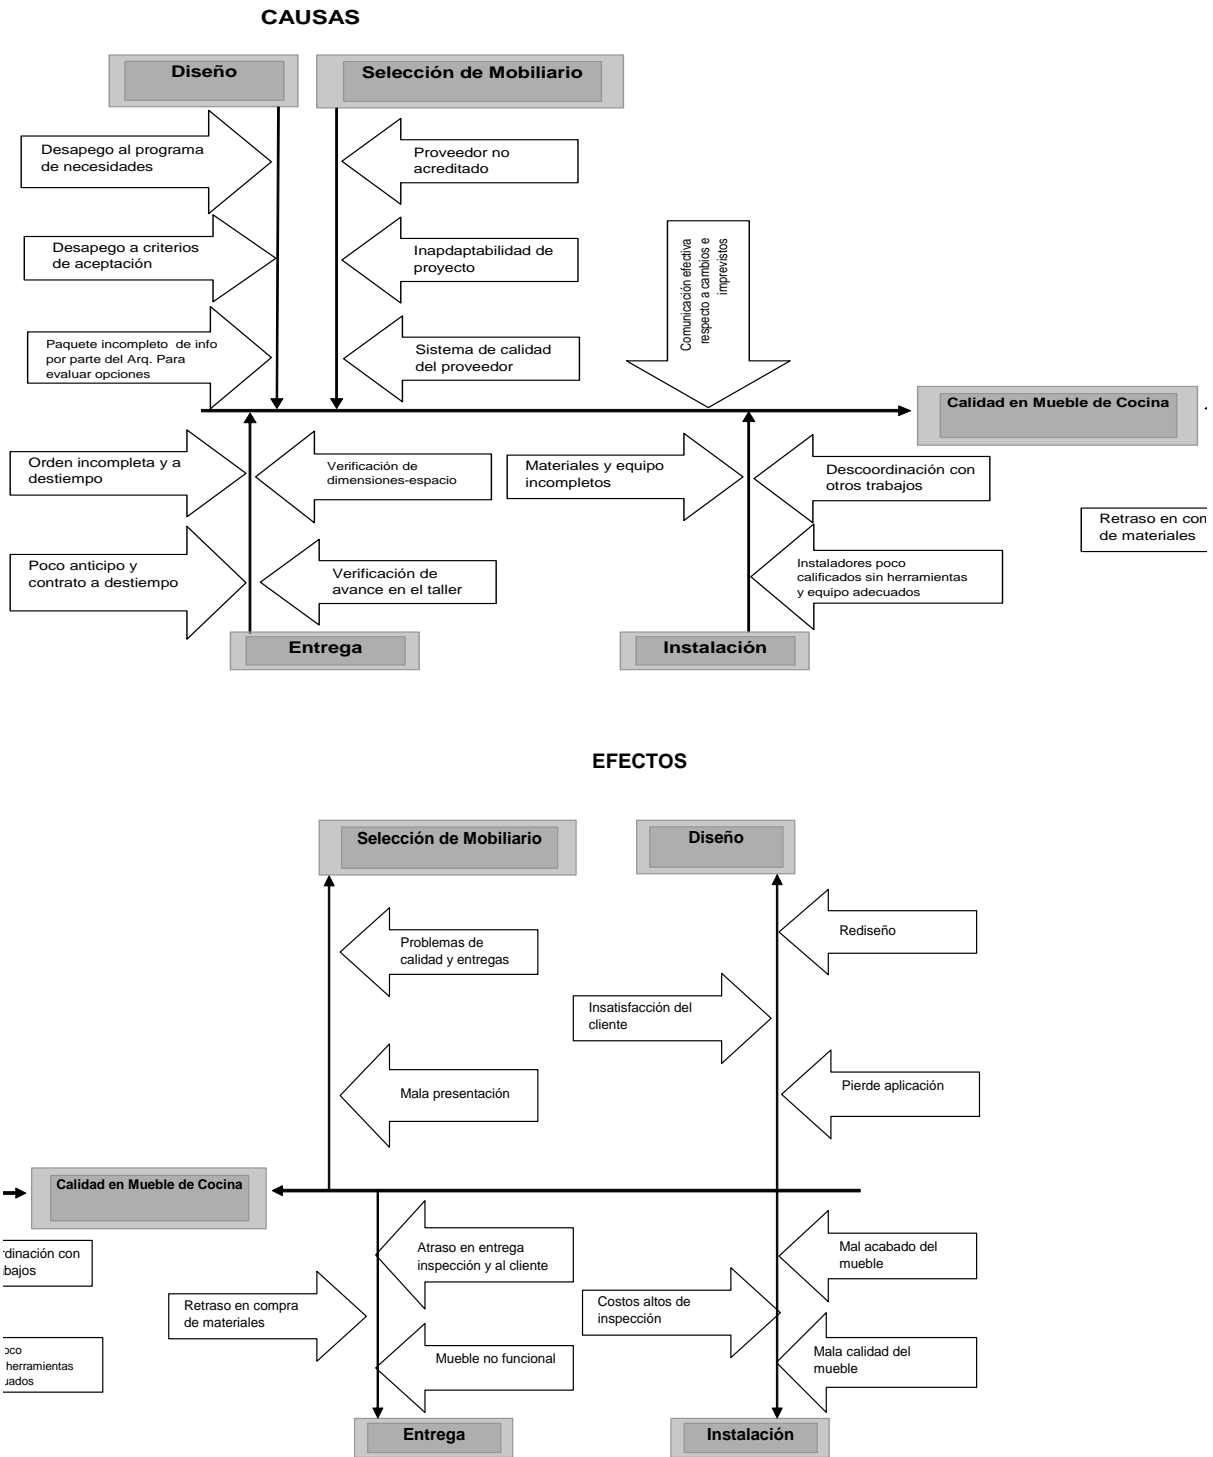 CAUSAS
Diseño
Selección de Mobiliario
Desapego al programa
de necesidades
Proveedor no
acreditado
Desapego a criterios
de aceptación
Inapdaptabilidad de
proyecto
Comunicación efectiva
respecto a cambios e
imprevistos
Paquete incompleto de info
por parte del Arq. Para
evaluar opciones
Sistema de calidad
del proveedor
Calidad en Mueble de Cocina
Orden incompleta y a
destiempo
Verificación de
dimensiones-espacio
Materiales y equipo
incompletos
Descoordinación con
otros trabajos
Retraso en com
de materiales
Poco anticipo y
contrato a destiempo
Verificación de
avance en el taller
Instaladores poco
calificados sin herramientas
y equipo adecuados
Entrega
Instalación
EFECTOS
Selección de Mobiliario
Diseño
Problemas de
calidad y entregas
Rediseño
Insatisfacción del
cliente
Mala presentación
Pierde aplicación
Calidad en Mueble de Cocina
rdinación con
bajos
Atraso en entrega
inspección y al cliente
Mal acabado del
mueble
Retraso en compra
de materiales
Costos altos de
inspección
oco
herramientas
uados
Mueble no funcional
Mala calidad del
mueble
Entrega
Instalación